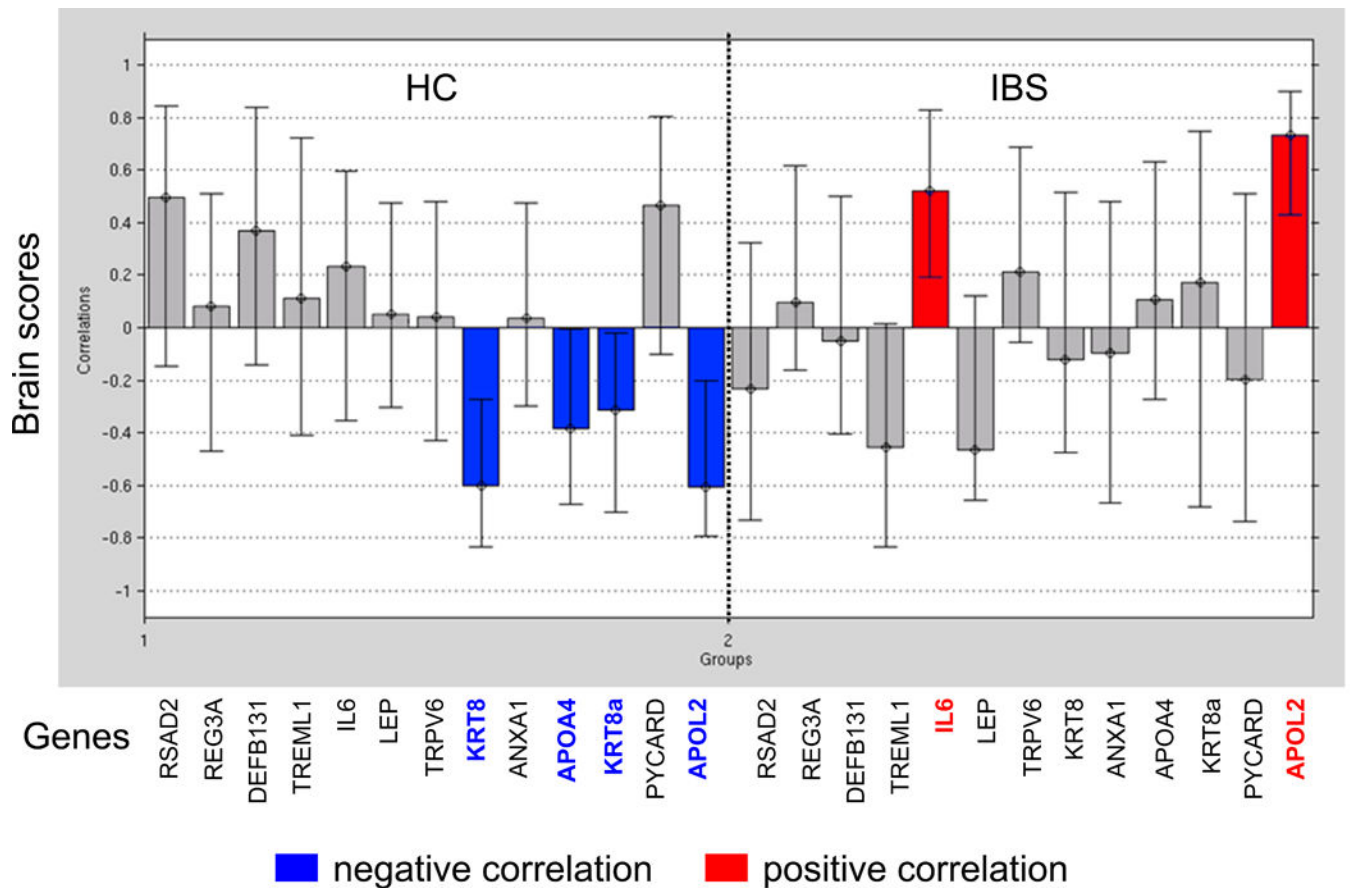 HC
IBS
1
0.8
0.6
0.4
0.2
0
-0.2
-0.4
-0.6
-0.8
-1
Brain scores
Correlations
1
2
Groups
Genes
RSAD2
REG3A
DEFB131
TREML1
IL6
LEP
TRPV6
KRT8
ANXA1
APOA4
KRT8a
PYCARD
APOL2
RSAD2
REG3A
DEFB131
TREML1
IL6
LEP
TRPV6
KRT8
ANXA1
APOA4
KRT8a
PYCARD
APOL2
negative correlation
positive correlation